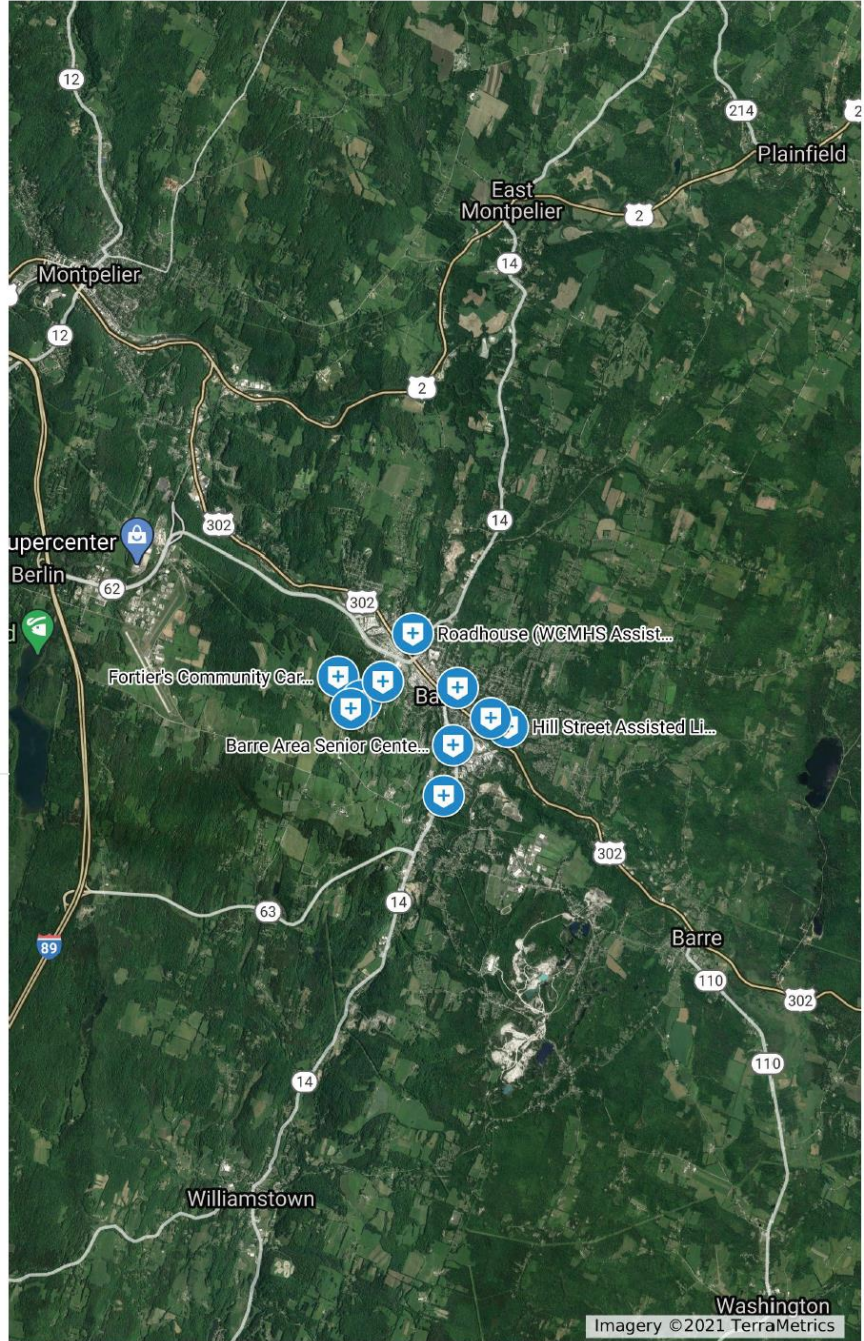 12
214
2
Plainfield
East
Montpelier
2
14
Montpelier
12
2
14
302
upercenter
Berlin
62
302
d
Roadhouse (WCMHS Assist...
Fortier's Community Car...
Ba
Hill Street Assisted Li...
Barre Area Senior Cente...
302
14
63
89
Barre
110
302
110
14
Williamstown
Washington
Imagery ©2021 TerraMetrics